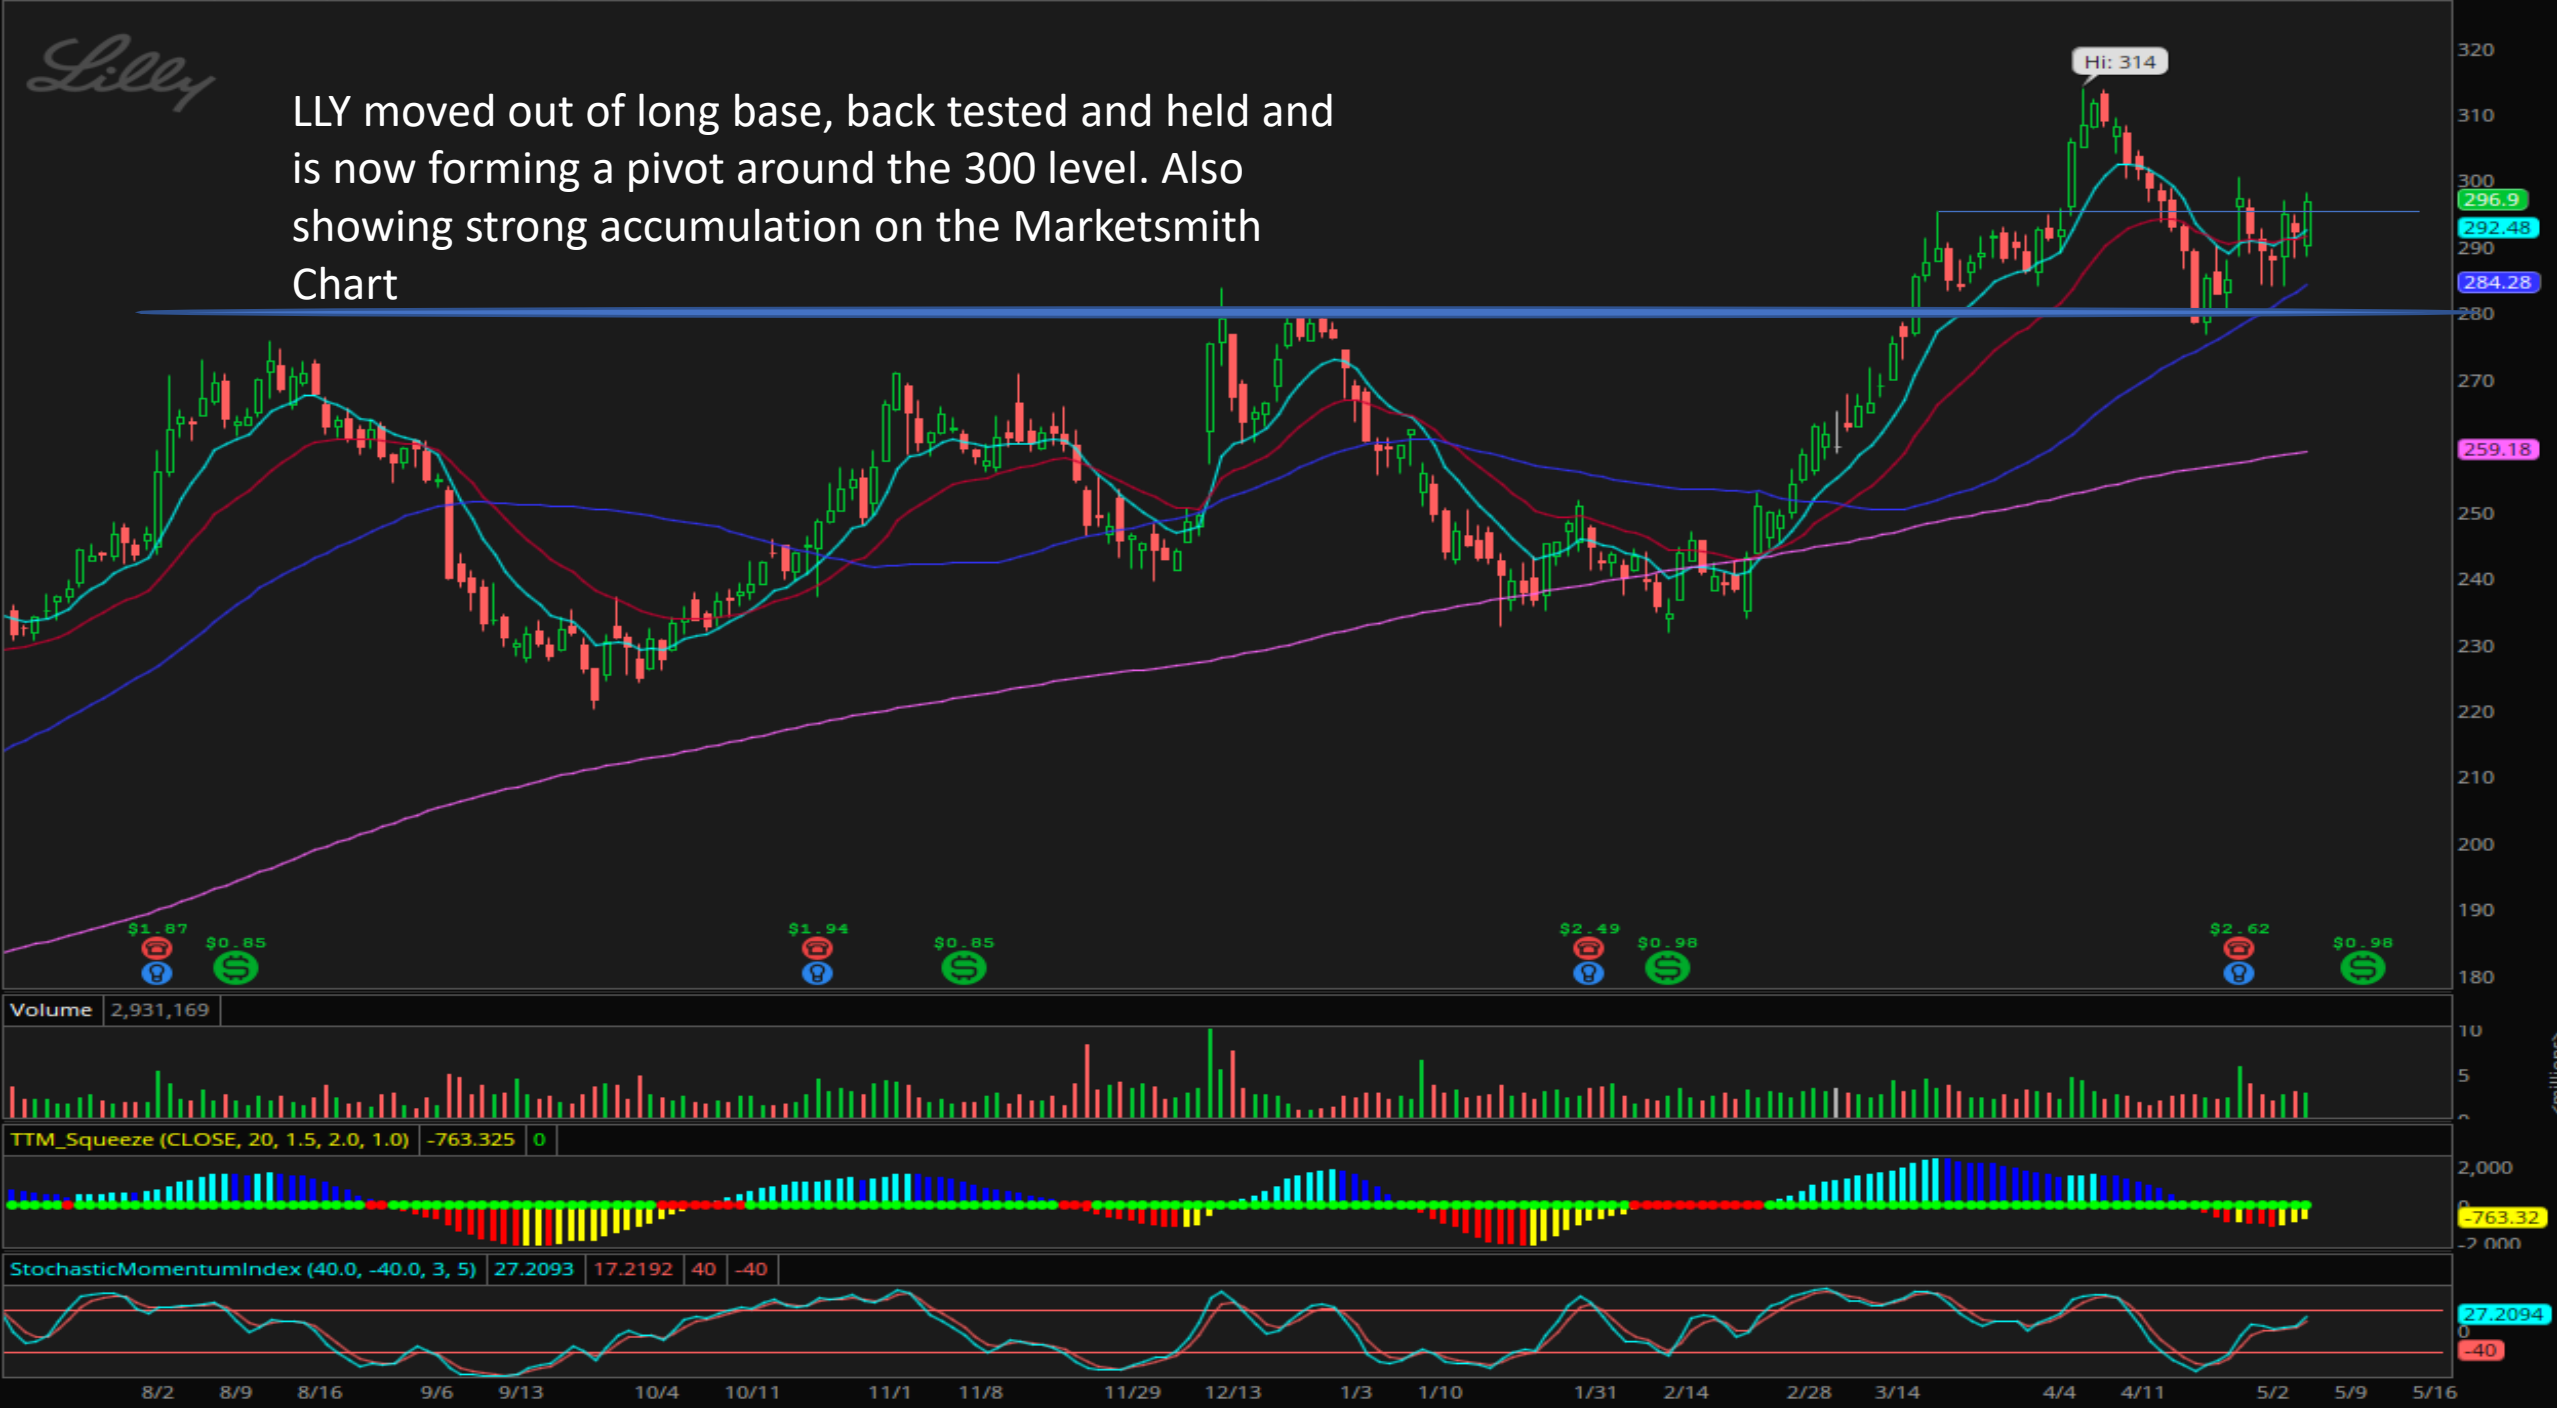 Lilly
LLY moved out of long base, back tested and held and
is now forming a pivot around the 300 level. Also
showing strong accumulation on the Marketsmith
Chart
Hi: 314
320
310
300
296.9
292.48
290
284.28
280
270
259.18
250
240
230
220
210
200
190
180
$1.87 $0.85 $1.94 $0.85 $2.49 $0.98 $2.62 $0.98
Volume 2,931,169
10
5
TTM_Squeeze (CLOSE, 20, 1.5, 2.0, 1.0) -763.325 0
2,000
-763.32
-2,000
StochasticMomentumIndex (40.0, -40.0, 3, 5) 27.2093 17.2192 40 -40
27.2094
0
-40
8/2 8/9 8/16 9/6 9/13 10/4 10/11 11/1 11/8 11/29 12/13 1/3 1/10 1/31 2/14 2/28 3/14 4/4 4/11 5/2 5/9 5/16